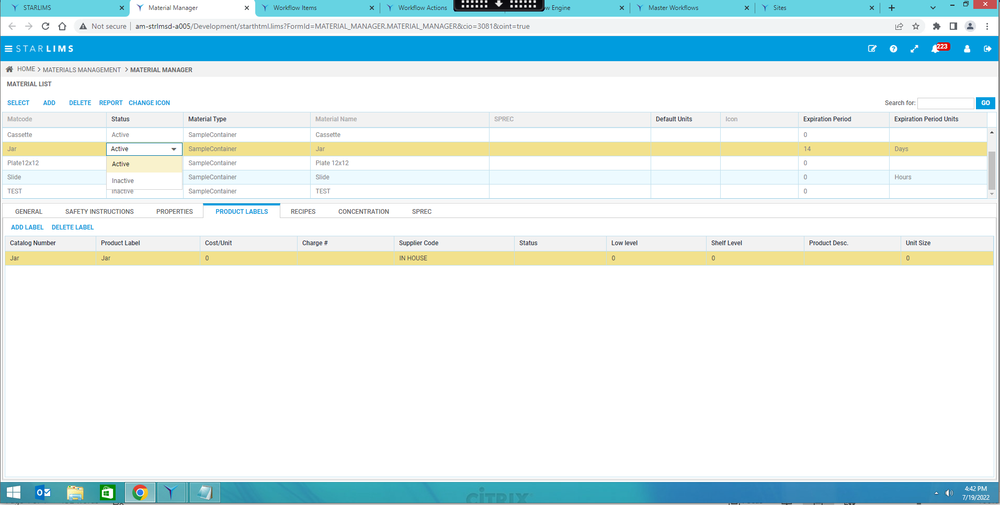 STARLIMS Material Manager Workflow Items Workflow Actions Engine Master Workflows Sites
Not secure am-strlmsd-a005/Development/starthtml.lims?FormId=MATERIAL_MANAGER.MATERIAL_MANAGER&cio=3081&oint=true
STARLIMS 223
HOME > MATERIALS MANAGEMENT > MATERIAL MANAGER
MATERIAL LIST
SELECT ADD DELETE REPORT CHANGE ICON Search for: GO
Matcode Status Material Type Material Name SPREC Default Units Icon Expiration Period Expiration Period Units
Cassette Active SampleContainer Cassette 0
Jar Active SampleContainer Jar 14 Days
Active
Plate12x12 SampleContainer Plate 12x12 0
Slide Inactive SampleContainer Slide 0 Hours
TEST Inactive SampleContainer TEST 0
GENERAL SAFETY INSTRUCTIONS PROPERTIES PRODUCT LABELS RECIPES CONCENTRATION SPREC
ADD LABEL DELETE LABEL
Catalog Number Product Label Cost/Unit Charge # Supplier Code Status Low level Shelf Level Product Desc. Unit Size
Jar Jar 0 IN HOUSE 0 0 0
CITRIX
4:42 PM
7/19/2022